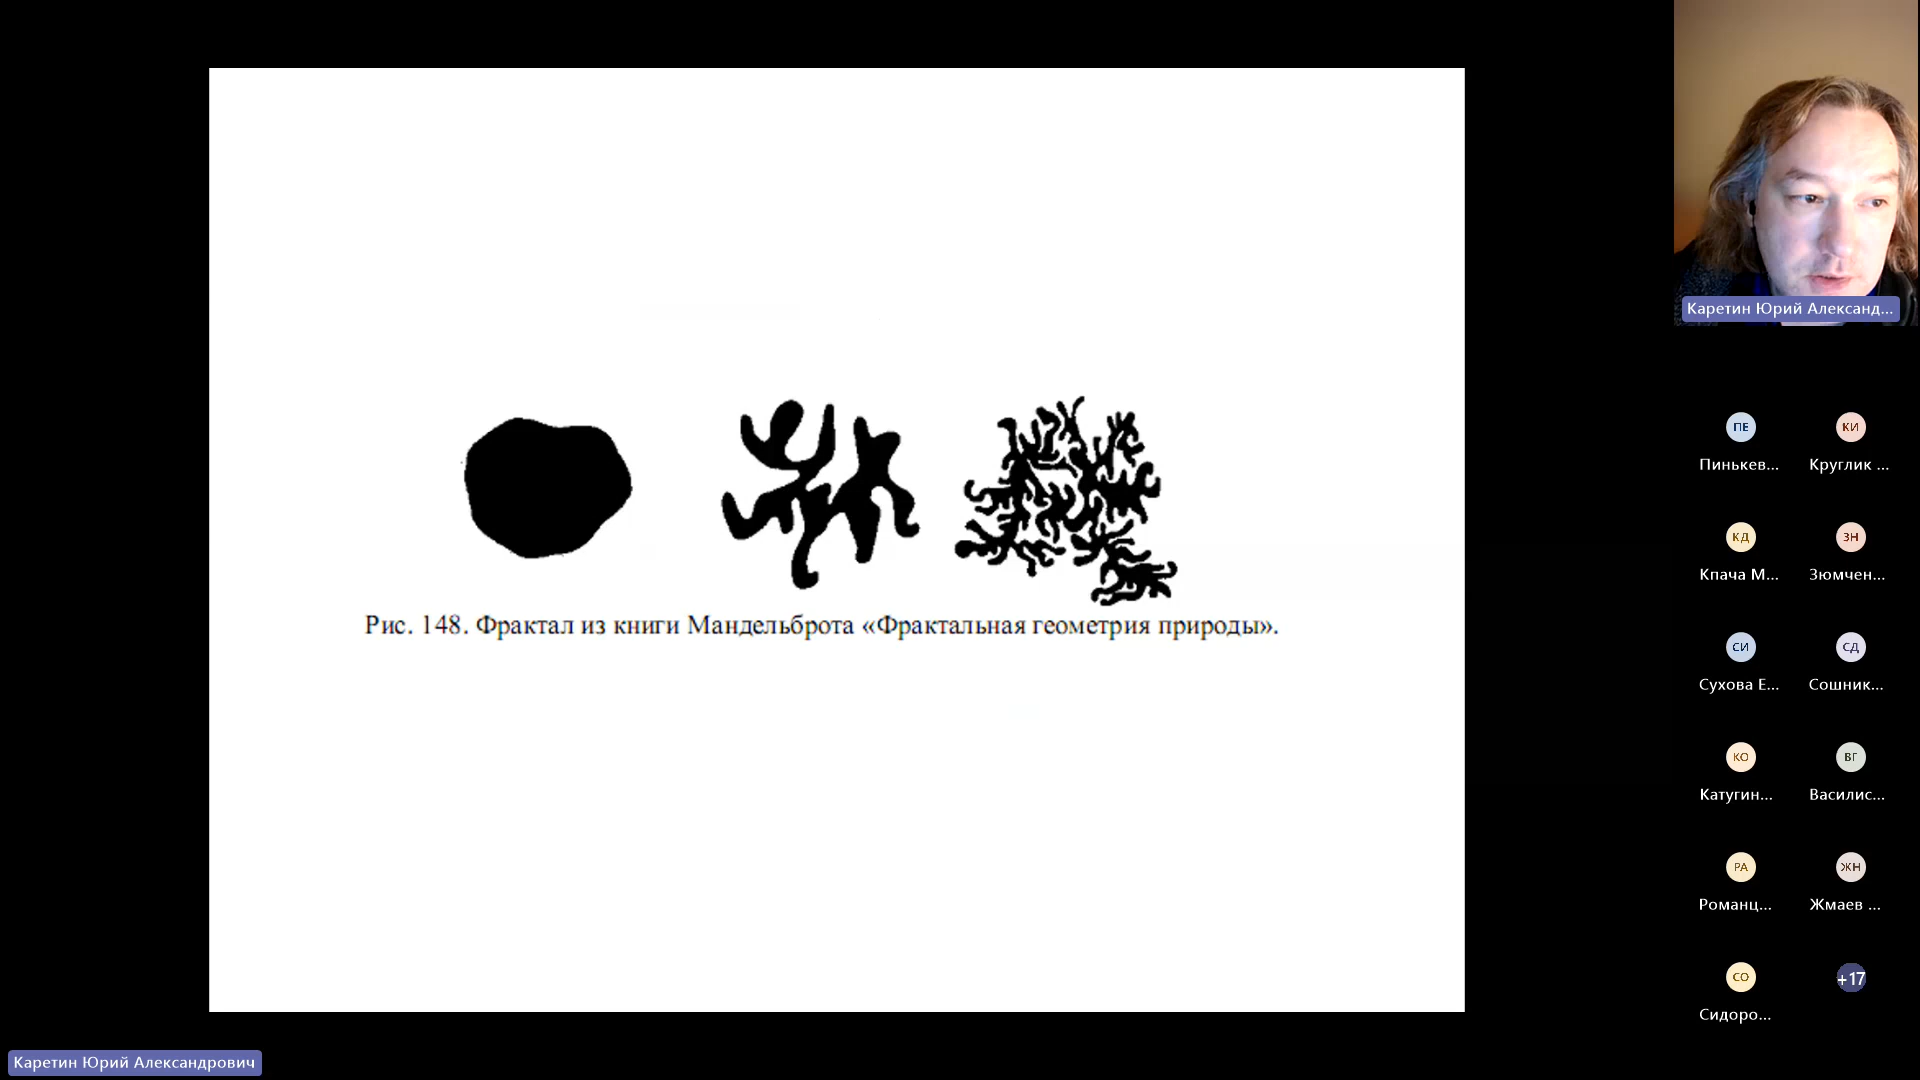 Рис. 148. Фрактал из книги Мандельброта «Фрактальная геометрия природы».
Каретин Юрий Александ...
ПЕ
КИ
Пинькев...
Круглик ...
КД
ЗН
Кпача М...
Зюмчен...
СИ
СД
Сухова Е...
Сошник...
КО
ВГ
Катугин...
Василис...
РА
ЖН
Романц...
Жмаев ...
СО
+17
Сидоро...
Каретин Юрий Александрович